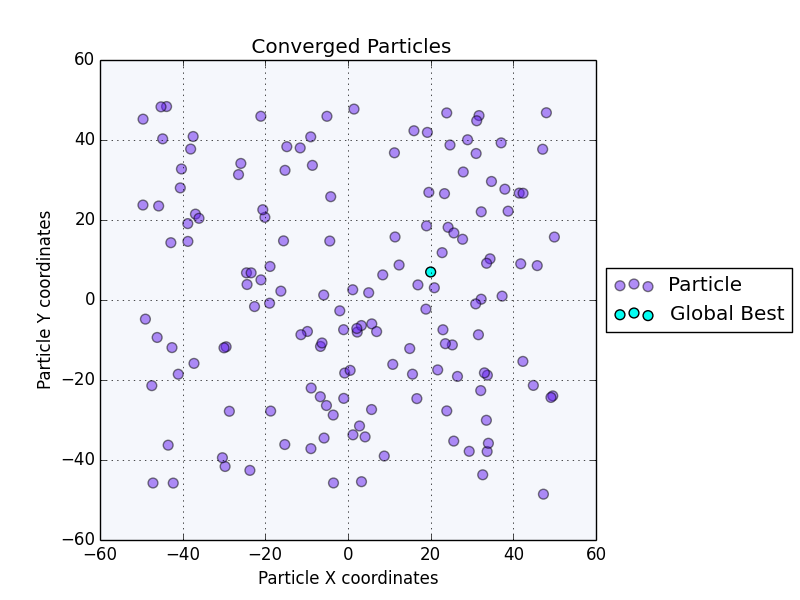 Converged Particles
60
40
20
0
−20
−40
−60
−60 −40 −20 0 20 40 60
Particle Y coordinates
Particle X coordinates
Particle
Global Best